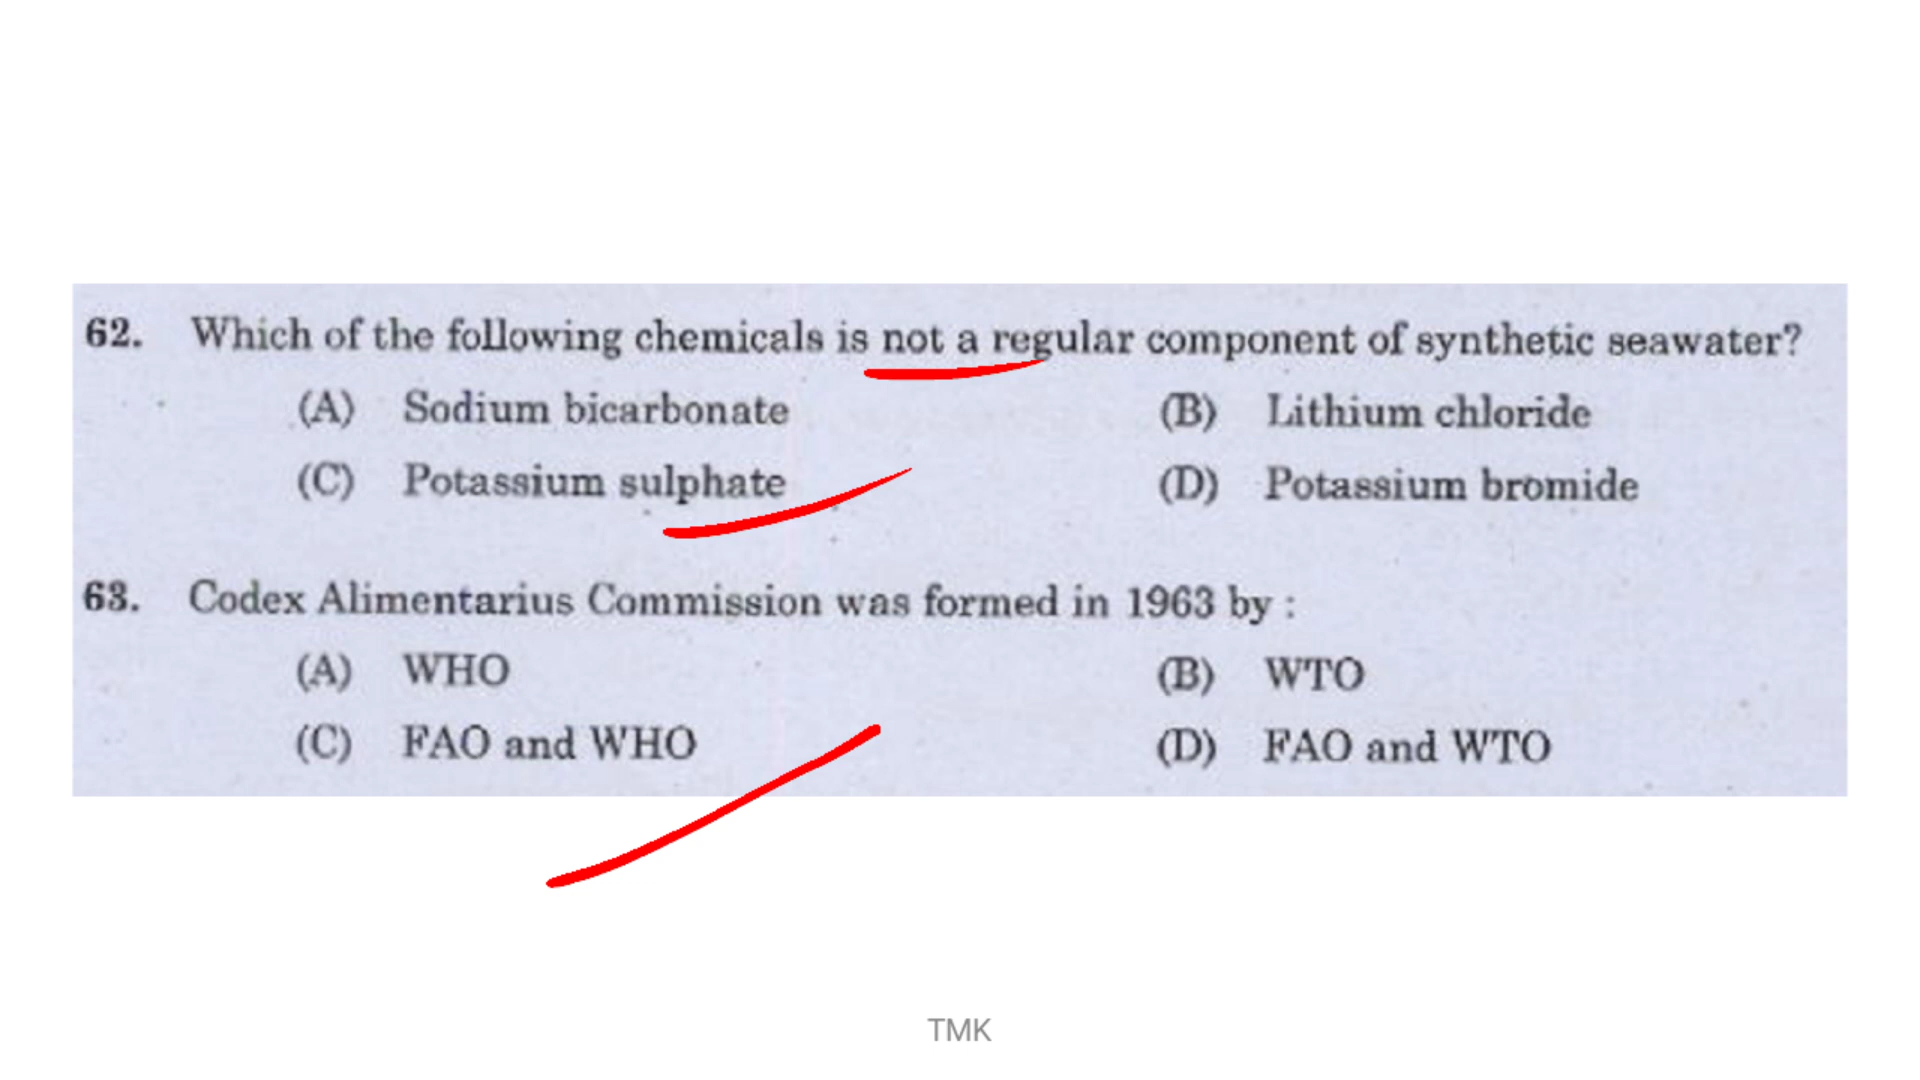 62. Which of the following chemicals is not a regular component of synthetic seawater?
(A) Sodium bicarbonate (B) Lithium chloride
(C) Potassium sulphate (D) Potassium bromide
63. Codex Alimentarius Commission was formed in 1963 by :
(A) WHO (B) WTO
(C) FAO and WHO (D) FAO and WTO
TMK